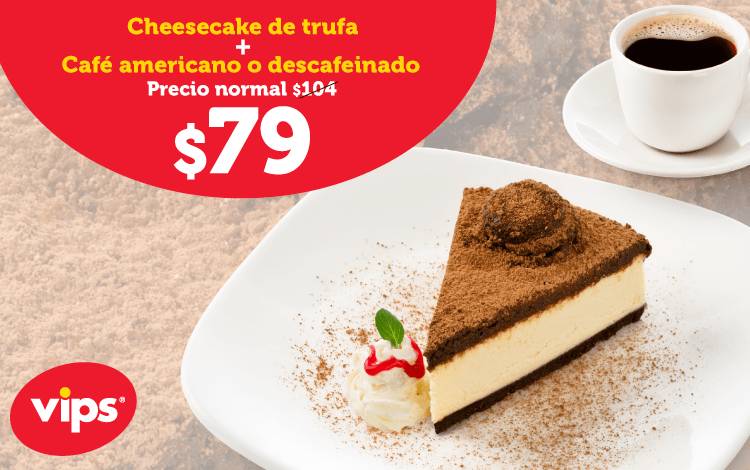 Cheesecake de trufa
+
Café americano o descafeinado
Precio normal $104
$79
vips®